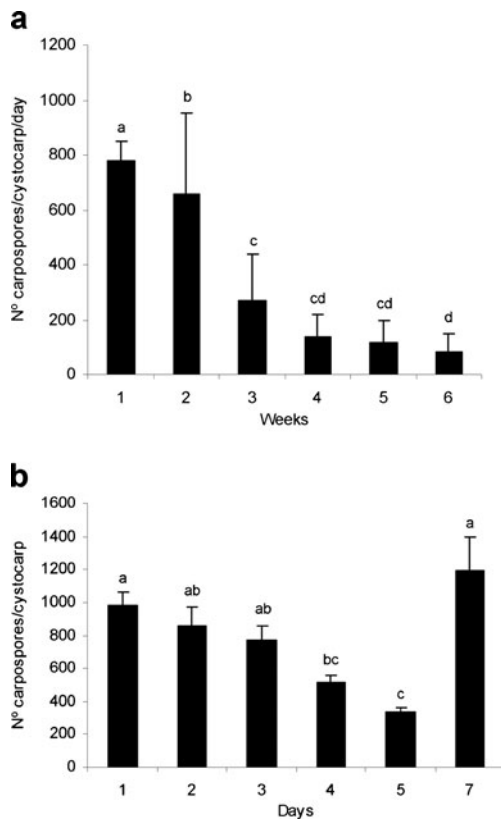 a
Nº carpospores/cystocarp/day
1200
1000
800
600
400
200
0
a
b
c
cd
cd
d
1 2 3 4 5 6
Weeks
b
Nº carpospores/cystocarp
1600
1400
1200
1000
800
600
400
200
0
a
ab
ab
bc
c
a
1 2 3 4 5 7
Days